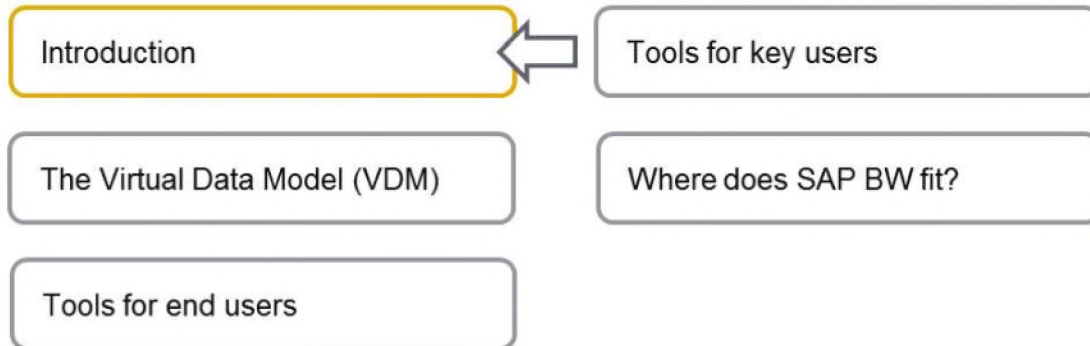 Introduction
The Virtual Data Model (VDM)
Tools for end users
Tools for key users
Where does SAP BW fit?